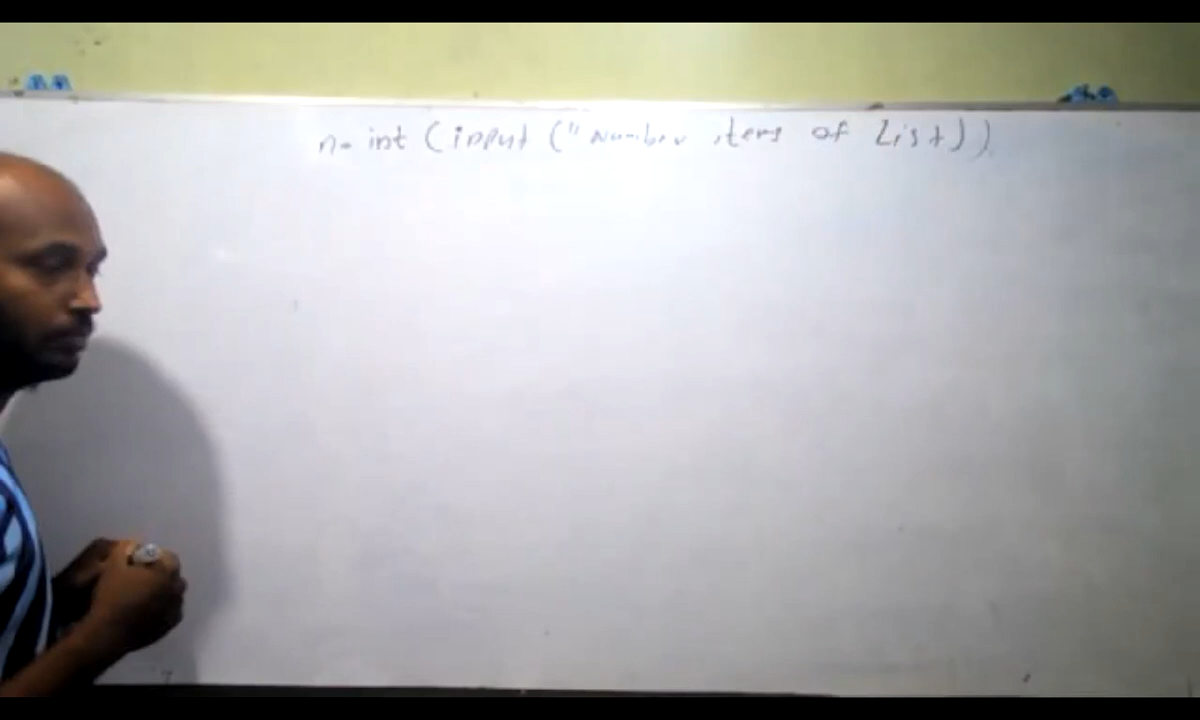 n= int (input (" Number items of List))